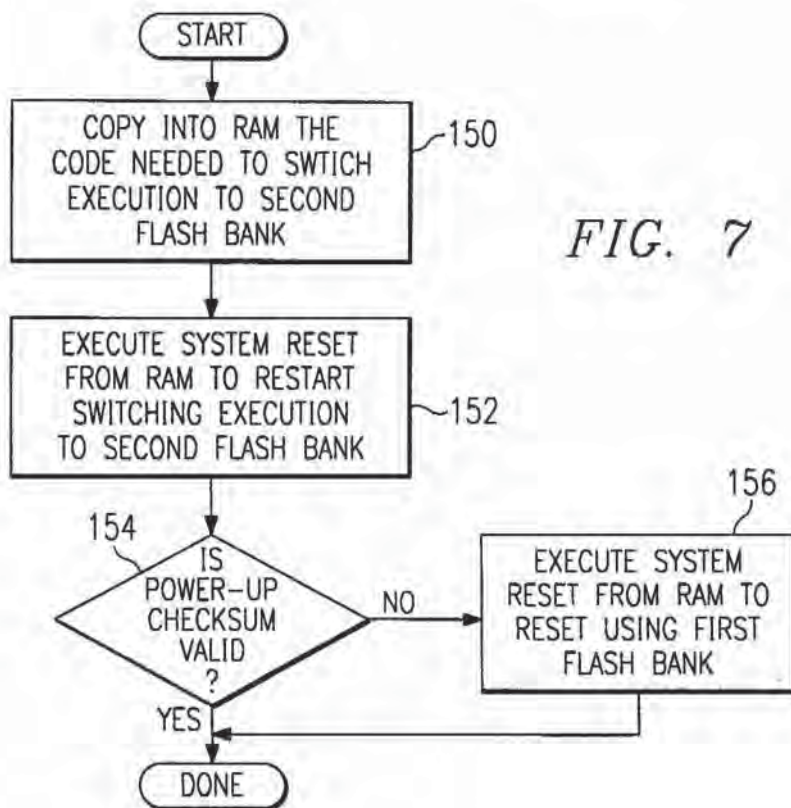 START
COPY INTO RAM THE
CODE NEEDED TO SWTICH
EXECUTION TO SECOND
FLASH BANK
150
FIG. 7
EXECUTE SYSTEM RESET
FROM RAM TO RESTART
SWITCHING EXECUTION
TO SECOND FLASH BANK
152
154
IS
POWER-UP
CHECKSUM
VALID
?
NO
YES
156
EXECUTE SYSTEM
RESET FROM RAM TO
RESET USING FIRST
FLASH BANK
DONE